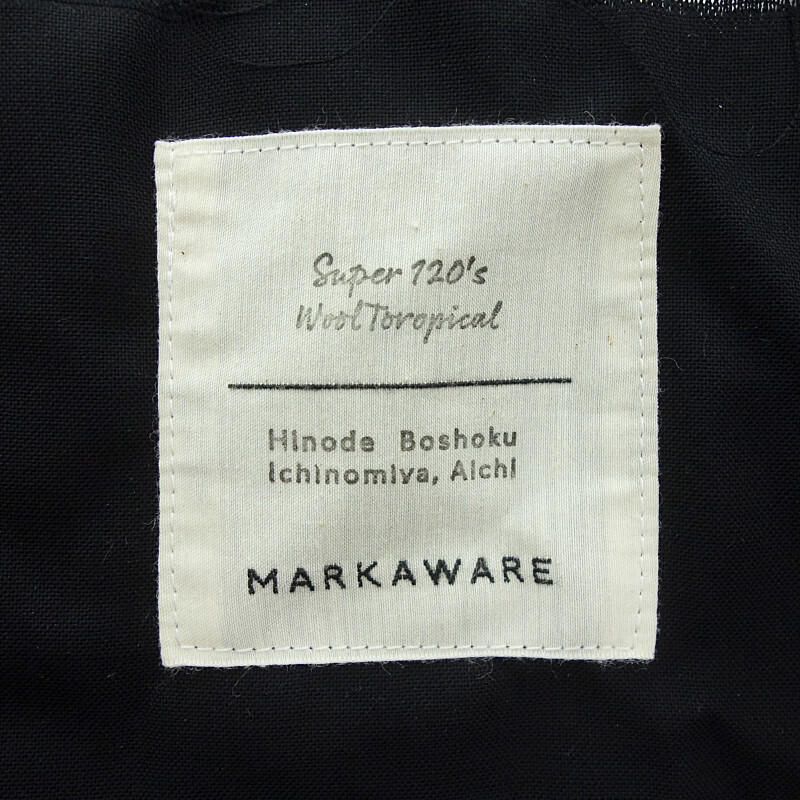 Super 120's
Wool Toropical
Hinode Boshoku
Ichinomiya, Aichi
MARKAWARE